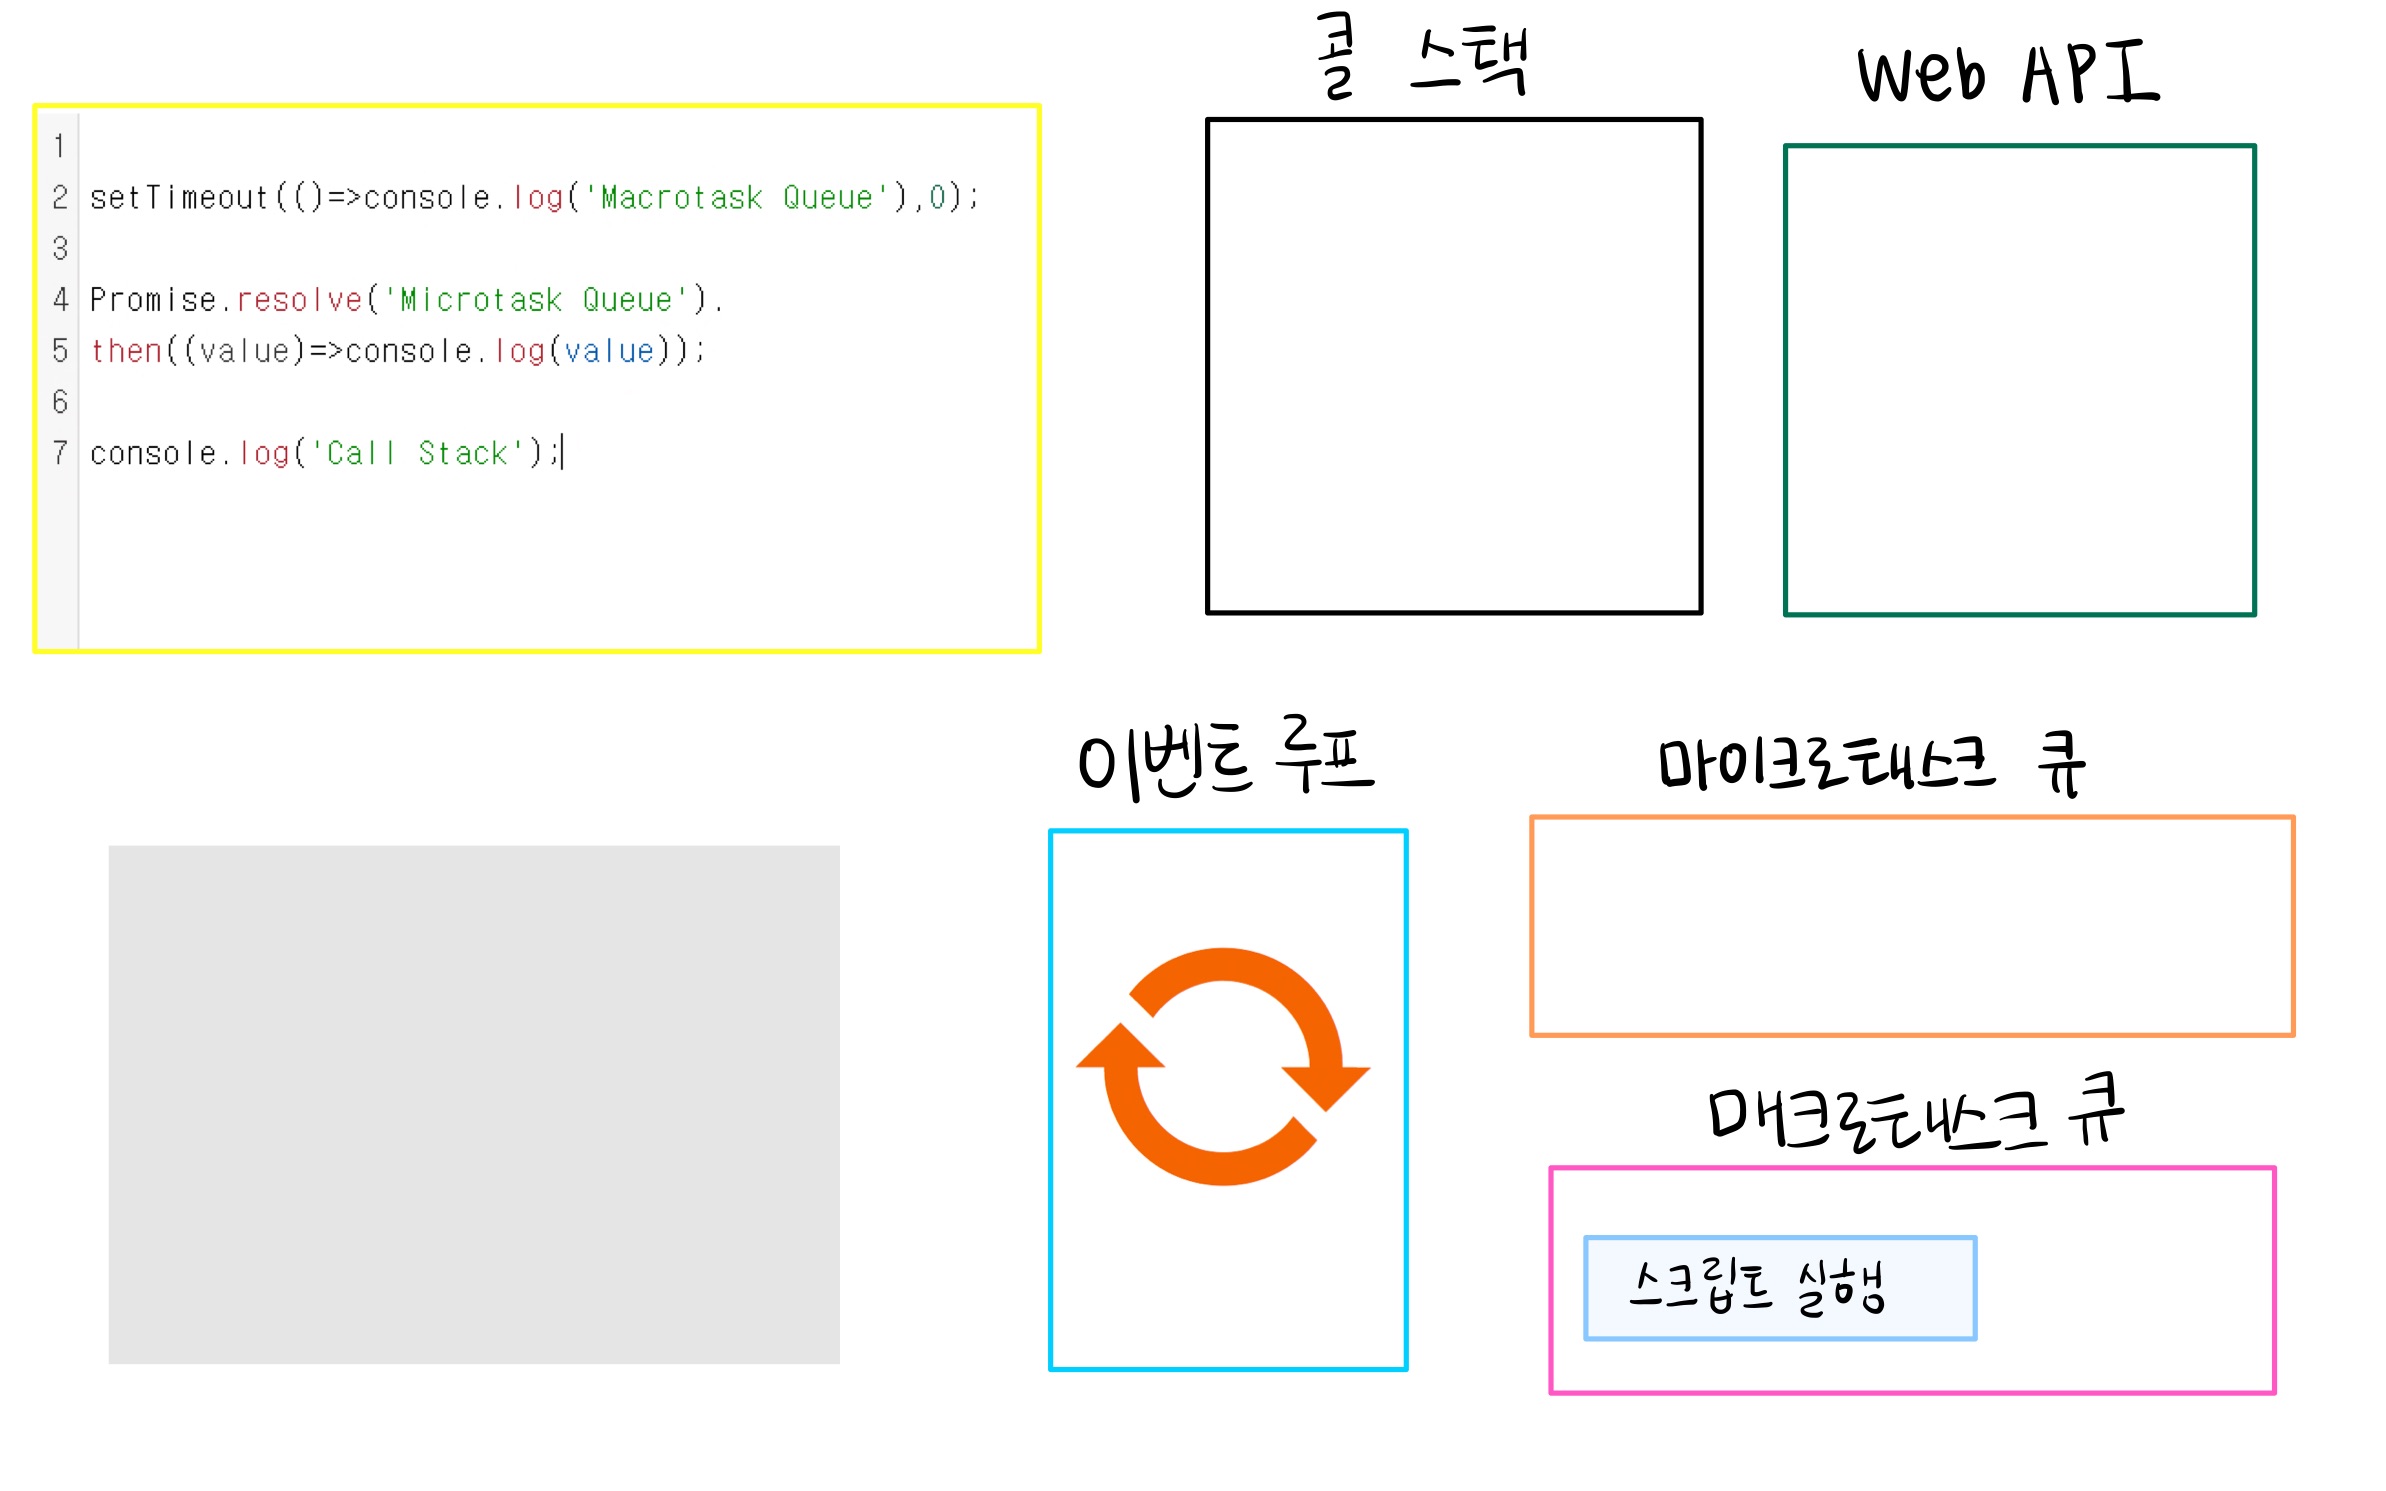 콜 스택
Web API
1
2 setTimeout(()=>console.log('Macrotask Queue'),0);
3
4 Promise.resolve('Microtask Queue').
5 then((value)=>console.log(value));
6
7 console.log('Call Stack');
이벤트 루프
마이크로태스크 큐
매크로태스크 큐
스크립트 실행